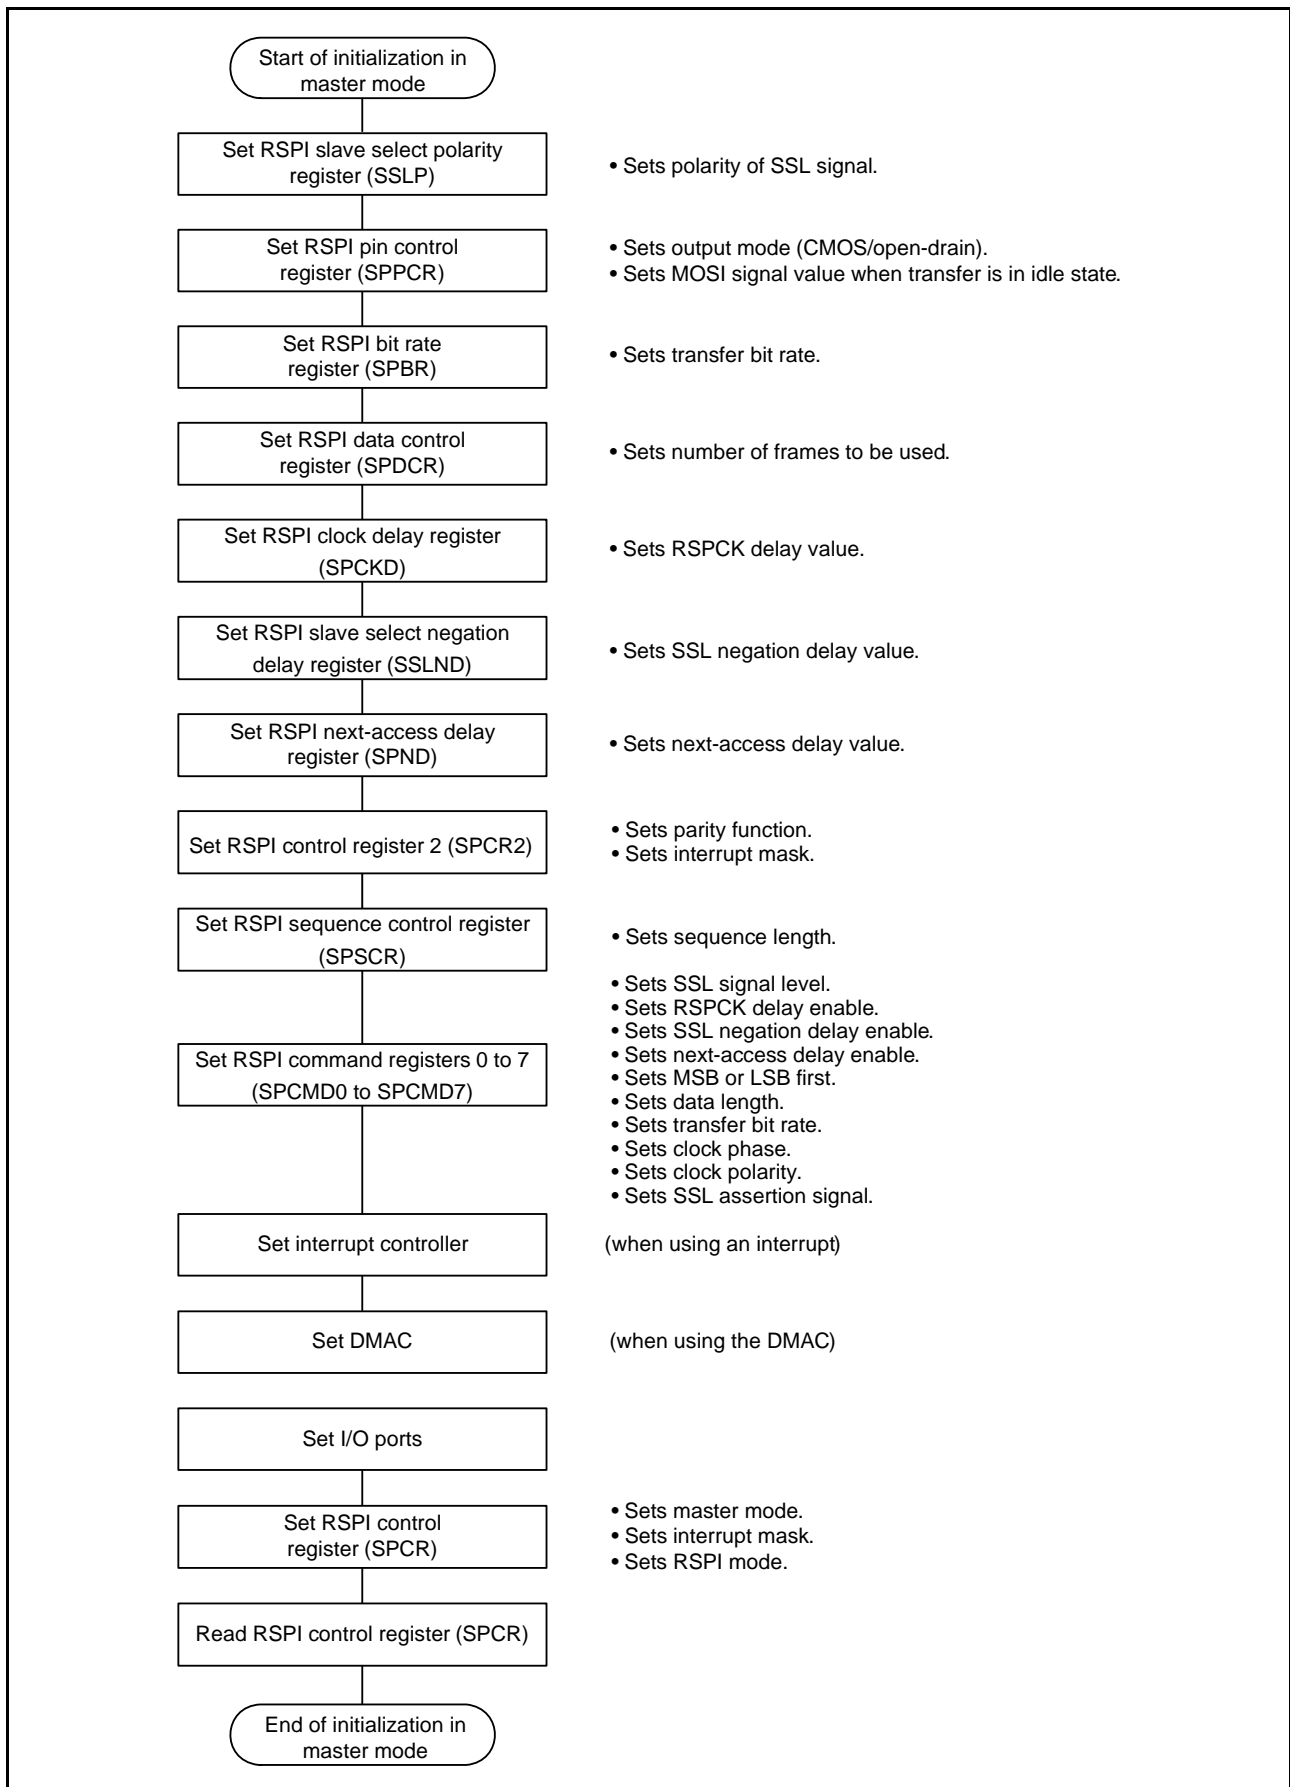 Start of initialization in
master mode
Set RSPI slave select polarity
register (SSLP)
• Sets polarity of SSL signal.
Set RSPI pin control
register (SPPCR)
• Sets output mode (CMOS/open-drain).
• Sets MOSI signal value when transfer is in idle state.
Set RSPI bit rate
register (SPBR)
• Sets transfer bit rate.
Set RSPI data control
register (SPDCR)
• Sets number of frames to be used.
Set RSPI clock delay register
(SPCKD)
• Sets RSPCK delay value.
Set RSPI slave select negation
delay register (SSLND)
• Sets SSL negation delay value.
Set RSPI next-access delay
register (SPND)
• Sets next-access delay value.
Set RSPI control register 2 (SPCR2)
• Sets parity function.
• Sets interrupt mask.
Set RSPI sequence control register
(SPSCR)
• Sets sequence length.
Set RSPI command registers 0 to 7
(SPCMD0 to SPCMD7)
• Sets SSL signal level.
• Sets RSPCK delay enable.
• Sets SSL negation delay enable.
• Sets next-access delay enable.
• Sets MSB or LSB first.
• Sets data length.
• Sets transfer bit rate.
• Sets clock phase.
• Sets clock polarity.
• Sets SSL assertion signal.
Set interrupt controller
(when using an interrupt)
Set DMAC
(when using the DMAC)
Set I/O ports
Set RSPI control
register (SPCR)
• Sets master mode.
• Sets interrupt mask.
• Sets RSPI mode.
Read RSPI control register (SPCR)
End of initialization in
master mode